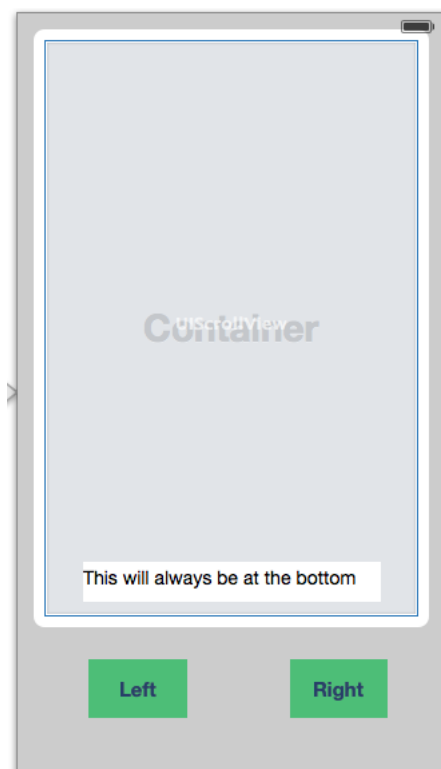 Container
UIScrollView
This will always be at the bottom
Left
Right